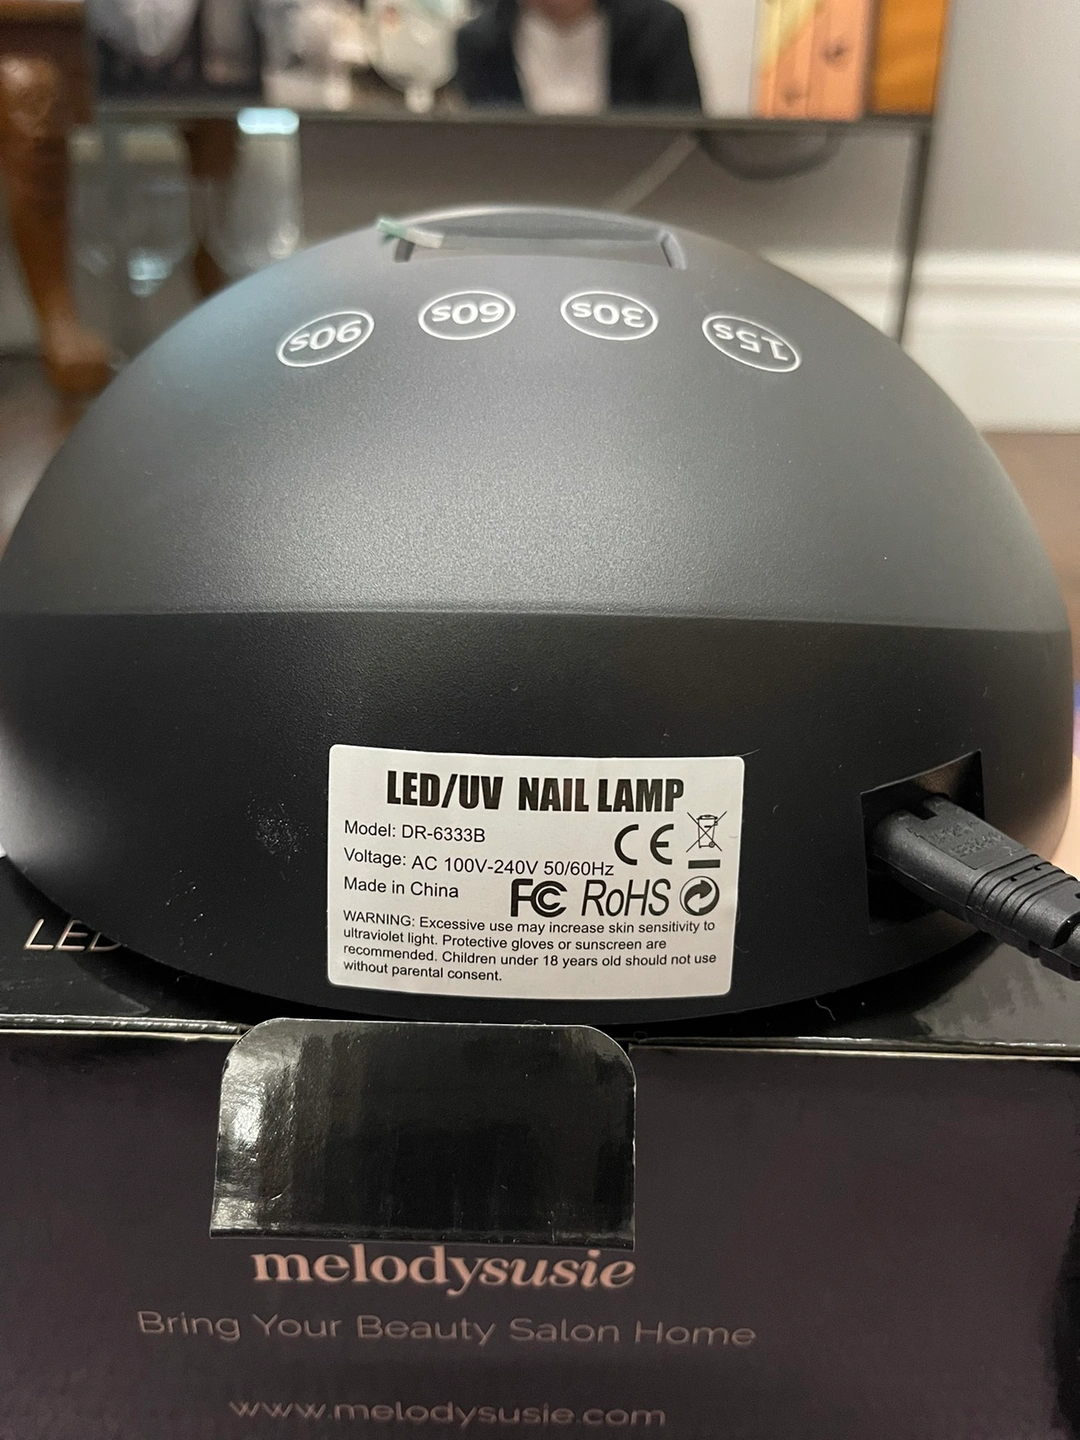 90s
60s
30s
15s
LED/UV NAIL LAMP
Model: DR-6333B
Voltage: AC 100V-240V 50/60Hz
Made in China
CE
FC RoHS
WARNING: Excessive use may increase skin sensitivity to
ultraviolet light. Protective gloves or sunscreen are
recommended. Children under 18 years old should not use
without parental consent.
LED
melodysusie
Bring Your Beauty Salon Home
www.melodysusie.com